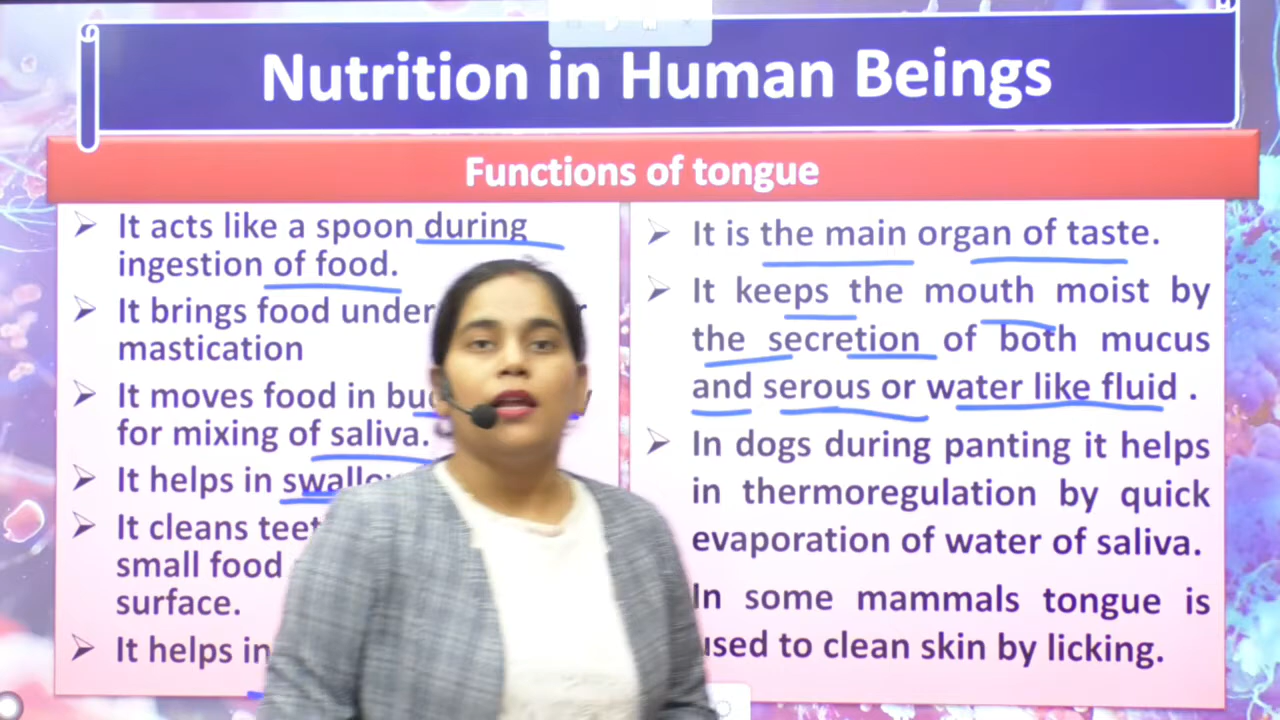 Nutrition in Human Beings
Functions of tongue
➢ It acts like a spoon during
ingestion of food.
➢ It brings food under
mastication
➢ It moves food in
for mixing of saliva.
➢ It helps in
➢ It cleans
small food
surface.
➢ It helps in
➢ It is the main organ of taste.
➢ It keeps the mouth moist by
the secretion of both mucus
and serous or water like fluid .
➢ In dogs during panting it helps
in thermoregulation by quick
evaporation of water of saliva.
In some mammals tongue is
used to clean skin by licking.